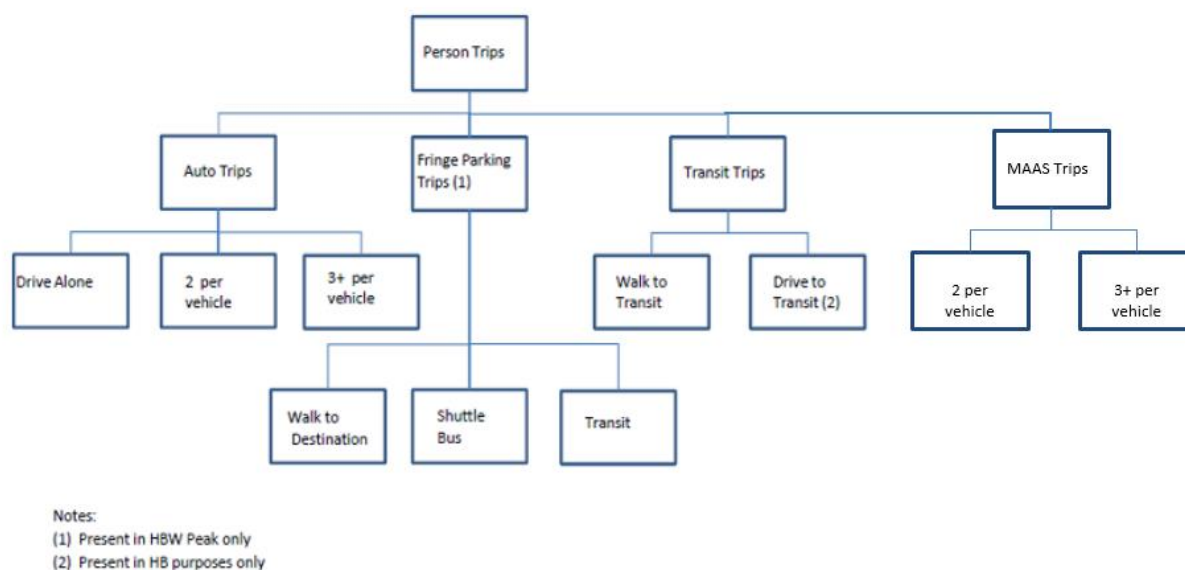 Person Trips
Auto Trips
Fringe Parking
Trips (1)
Transit Trips
MAAS Trips
Drive Alone
2 per
vehicle
3+ per
vehicle
Walk to
Transit
Drive to
Transit (2)
2 per
vehicle
3+ per
vehicle
Walk to
Destination
Shuttle
Bus
Transit
Notes:
(1) Present in HBW Peak only
(2) Present in HB purposes only